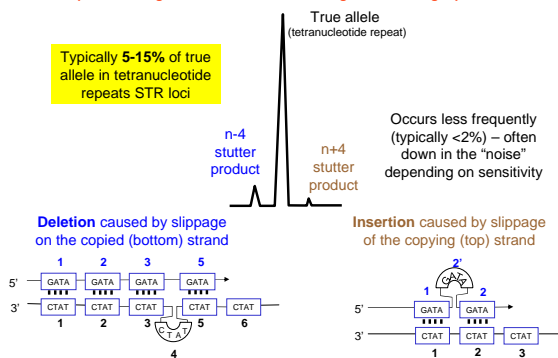 True allele
(tetranucleotide repeat)
Typically 5-15% of true
allele in tetranucleotide
repeats STR loci
n-4
stutter
product
n+4
stutter
product
Occurs less frequently
(typically <2%) – often
down in the “noise”
depending on sensitivity
Deletion caused by slippage
on the copied (bottom) strand
1 2 3 5
5’ GATA GATA GATA GATA
3’ CTAT CTAT CTAT CTAT CTAT
1 2 3 5 6
CTAT
4
Insertion caused by slippage
of the copying (top) strand
2’
GATA
1 2
5’ GATA GATA
3’ CTAT CTAT CTAT
1 2 3